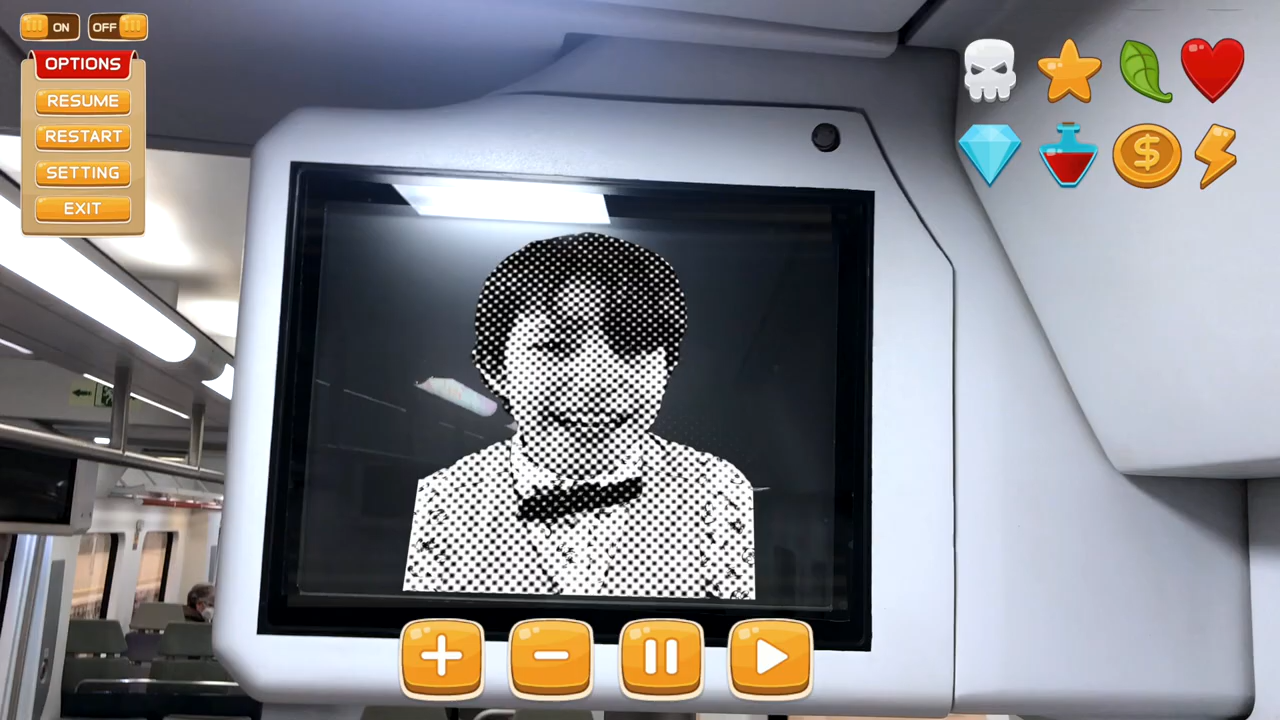 ON OFF
OPTIONS
RESUME
RESTART
SETTING
EXIT
$